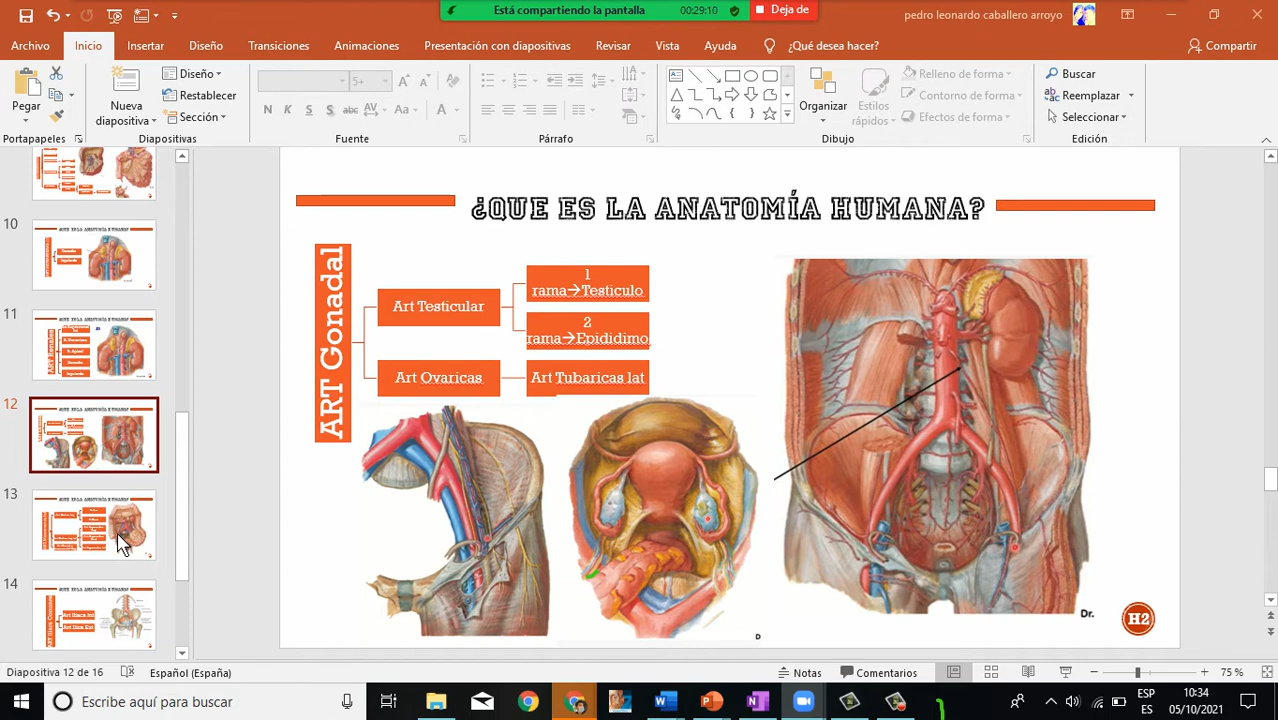 Está compartiendo la pantalla
00:29:10
Deja de
pedro leonardo caballero arroyo
Archivo
Inicio
Insertar
Diseño
Transiciones
Animaciones
Presentación con diapositivas
Revisar
Vista
Ayuda
¿Qué desea hacer?
Compartir
Pegar
Nueva
diapositiva
Diseño
Restablecer
Sección
5+
N K S S abc AV Aa A
Organizar
Estilos
rápidos
Relleno de forma
Contorno de forma
Efectos de forma
Buscar
Reemplazar
Seleccionar
Portapapeles
Diapositivas
Fuente
Párrafo
Dibujo
Edición
10
11
12
13
14
¿QUE ES LA ANATOMÍA HUMANA?
ART Gonadal
Art Testicular
1
rama→Testiculo
2
rama→Epididimo
Art Ovaricas
Art Tubaricas lat
D
Dr.
H2
Diapositiva 12 de 16
Español (España)
Notas
Comentarios
75 %
Escribe aquí para buscar
ESP
ES
10:34
05/10/2021